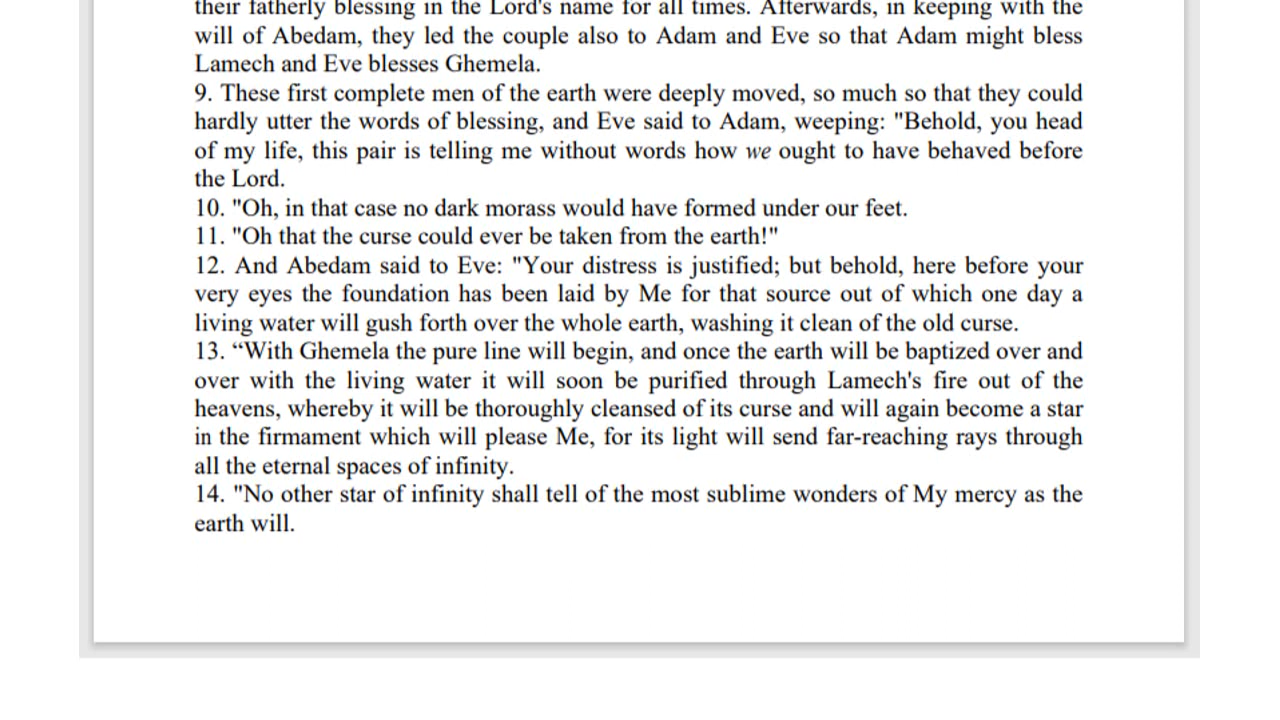 their fatherly blessing in the Lord's name for all times. Afterwards, in keeping with the
will of Abedam, they led the couple also to Adam and Eve so that Adam might bless
Lamech and Eve blesses Ghemela.
9. These first complete men of the earth were deeply moved, so much so that they could
hardly utter the words of blessing, and Eve said to Adam, weeping: "Behold, you head
of my life, this pair is telling me without words how we ought to have behaved before
the Lord.
10. "Oh, in that case no dark morass would have formed under our feet.
11. "Oh that the curse could ever be taken from the earth!"
12. And Abedam said to Eve: "Your distress is justified; but behold, here before your
very eyes the foundation has been laid by Me for that source out of which one day a
living water will gush forth over the whole earth, washing it clean of the old curse.
13. “With Ghemela the pure line will begin, and once the earth will be baptized over and
over with the living water it will soon be purified through Lamech's fire out of the
heavens, whereby it will be thoroughly cleansed of its curse and will again become a star
in the firmament which will please Me, for its light will send far-reaching rays through
all the eternal spaces of infinity.
14. "No other star of infinity shall tell of the most sublime wonders of My mercy as the
earth will.